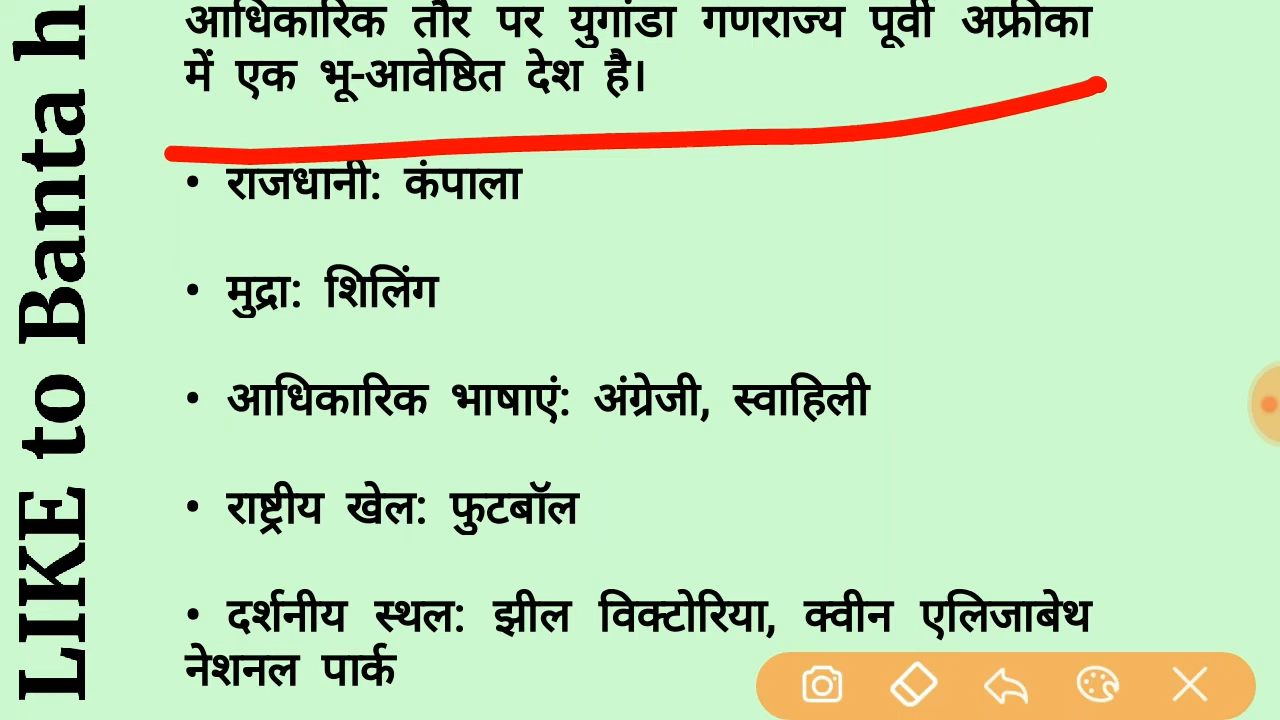 आधिकारिक तौर पर युगांडा गणराज्य पूर्वी अफ्रीका
में एक भू-आवेष्ठित देश है।
• राजधानी: कंपाला
• मुद्रा: शिलिंग
• आधिकारिक भाषाएं: अंग्रेजी, स्वाहिली
• राष्ट्रीय खेल: फुटबॉल
• दर्शनीय स्थल: झील विक्टोरिया, क्वीन एलिजाबेथ
नेशनल पार्क
LIKE to Banta h